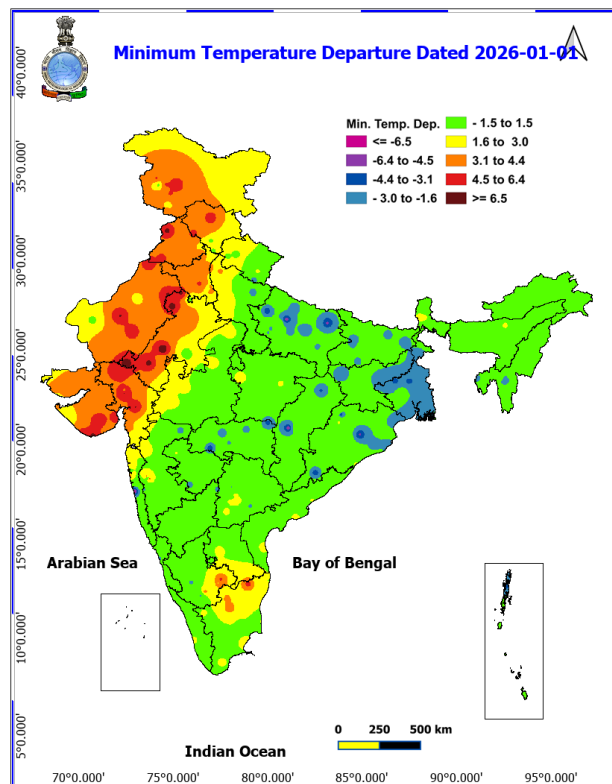 Minimum Temperature Departure Dated 2026-01-01
Min. Temp. Dep.
<= -6.5
-6.4 to -4.5
-4.4 to -3.1
- 3.0 to -1.6
- 1.5 to 1.5
1.6 to 3.0
3.1 to 4.4
4.5 to 6.4
>= 6.5
40°0.000'
35°0.000'
30°0.000'
25°0.000'
20°0.000'
15°0.000'
10°0.000'
5°0.000'
Arabian Sea
Bay of Bengal
0 250 500 km
Indian Ocean
70°0.000' 75°0.000' 80°0.000' 85°0.000' 90°0.000' 95°0.000'